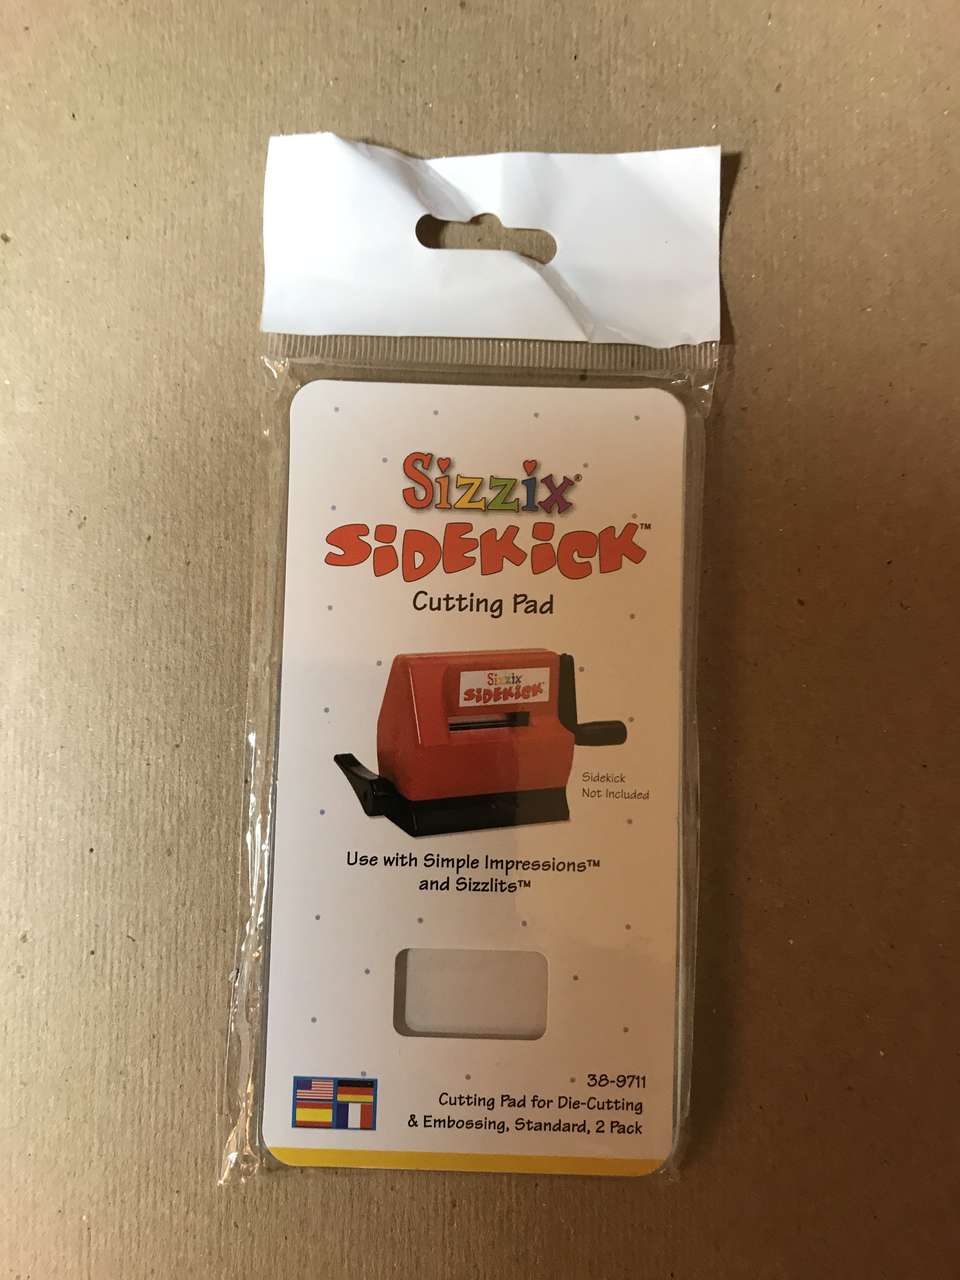 Sizzix®
SIDEKICK™
Cutting Pad
Sizzix
SIDEKICK
Sidekick
Not Included
Use with Simple Impressions™
and Sizzlits™
38-9711
Cutting Pad for Die-Cutting
& Embossing, Standard, 2 Pack